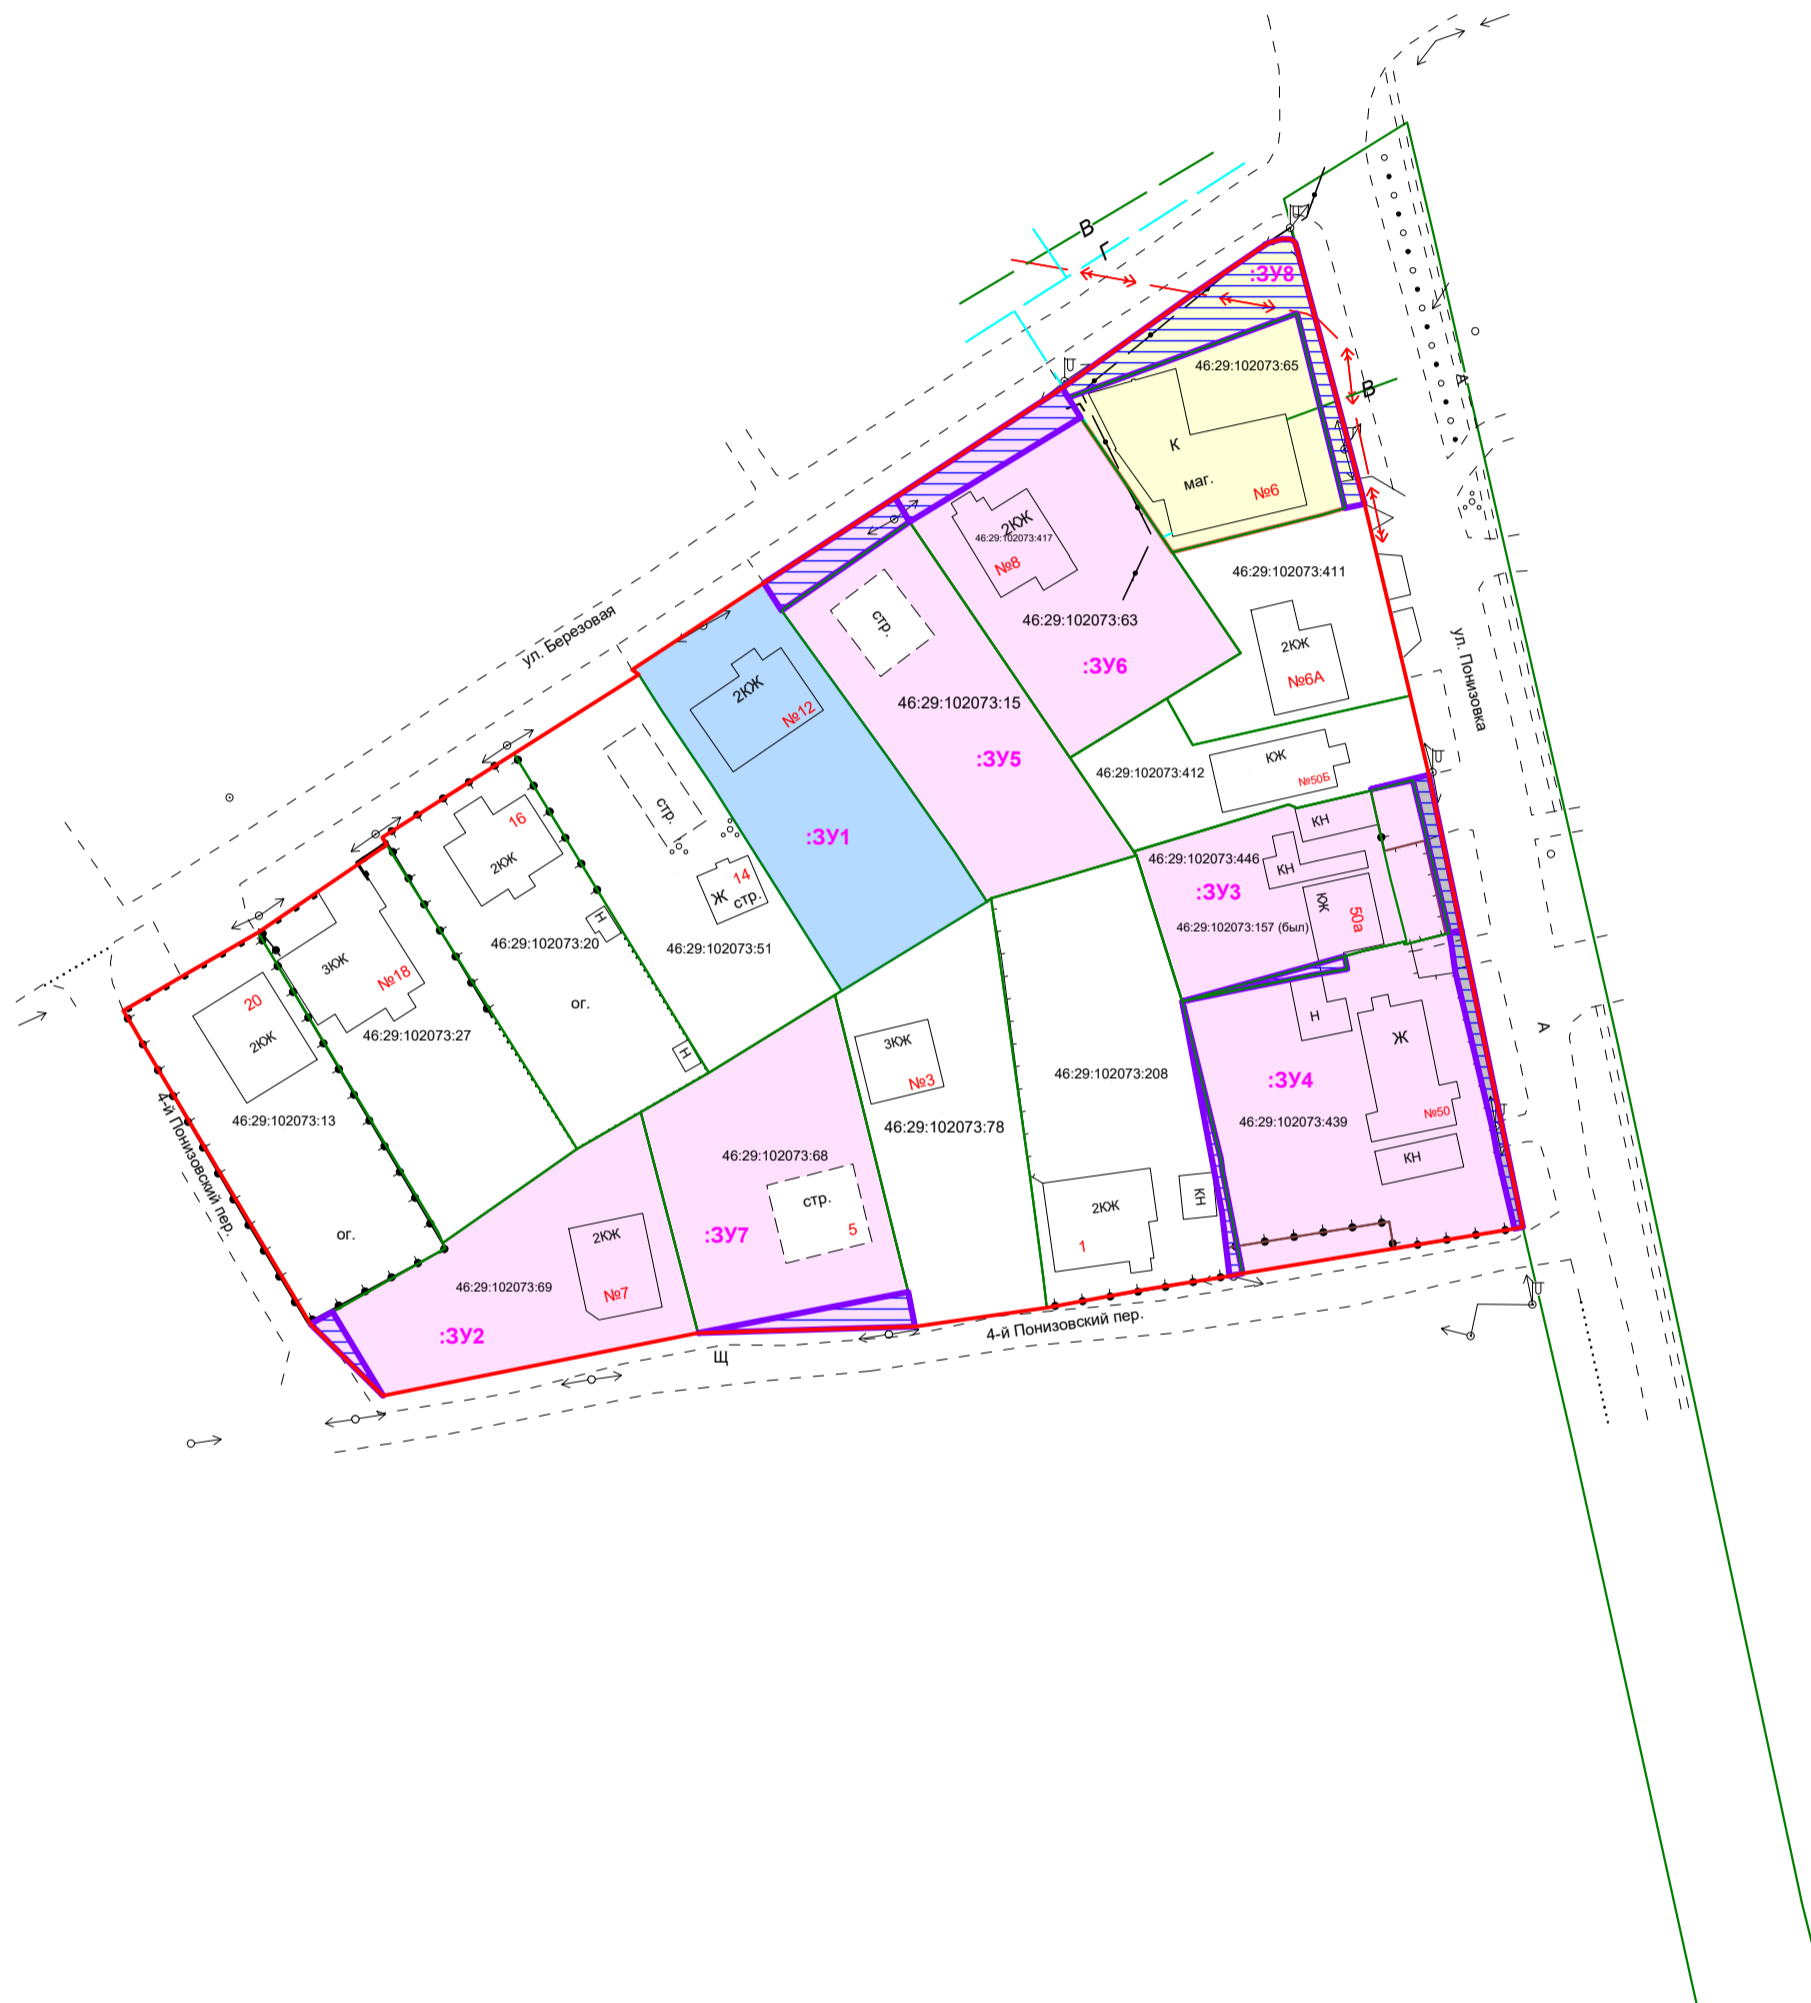 В
Г
:ЗУ8
46:29:102073:65
В
А
К
маг.
№6
2КЖ
46:29:102073:417
№8
46:29:102073:411
стр.
46:29:102073:63
ул. Березовая
ул. Понизовка
:ЗУ6
2КЖ
№6А
2КЖ
№12
46:29:102073:15
:ЗУ5
КЖ
46:29:102073:412
№50Б
стр.
16
2КЖ
:ЗУ1
КН
46:29:102073:446
КН
14
Ж
стр.
:ЗУ3
КЖ
50а
46:29:102073:157 (был)
Н
46:29:102073:20
46:29:102073:51
3КЖ
№18
20
2КЖ
ог.
46:29:102073:27
Н
Н
Ж
А
3КЖ
№3
46:29:102073:208
:ЗУ4
№50
46:29:102073:439
46:29:102073:13
4-й Понизовский пер.
46:29:102073:78
46:29:102073:68
КН
стр.
5
КН
2КЖ
1
ог.
:ЗУ7
2КЖ
46:29:102073:69
№7
:ЗУ2
4-й Понизовский пер.
Щ